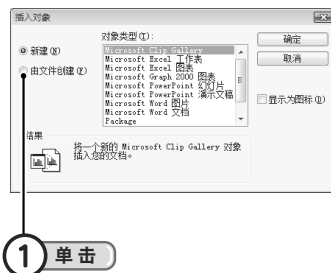 插入对象
对象类型(T):
新建(N)
由文件创建(F)
Microsoft Clip Gallery
Microsoft Excel 工作表
Microsoft Excel 图表
Microsoft Graph 2000 图表
Microsoft PowerPoint 幻灯片
Microsoft PowerPoint 演示文稿
Microsoft Word 图片
Microsoft Word 文档
Package
确定
取消
显示为图标(D)
结果
将一个新的 Microsoft Clip Gallery 对象
插入您的文档。
1 单击